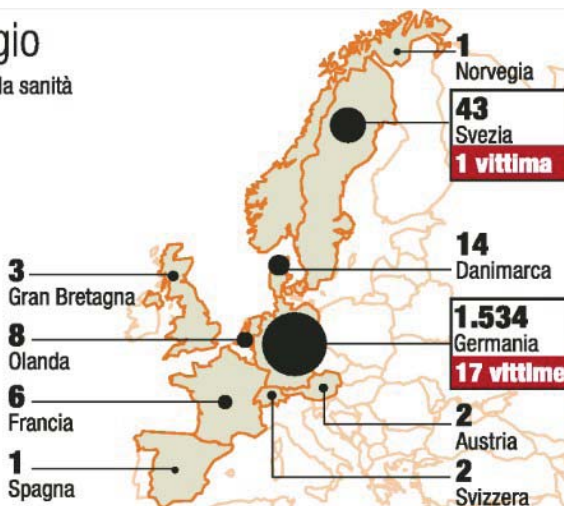 gio
la sanità
1
Norvegia
43
Svezia
1 vittima
14
Danimarca
3
Gran Bretagna
8
Olanda
1.534
Germania
17 vittime
6
Francia
2
Austria
1
Spagna
2
Svizzera